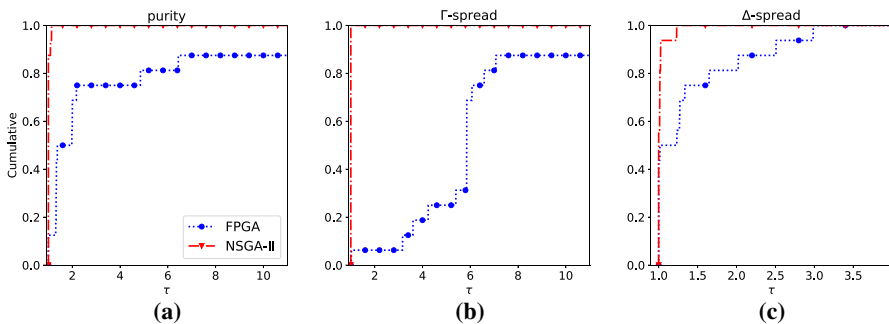 purity
Γ-spread
Δ-spread
Cumulative
1.0
0.8
0.6
0.4
0.2
0.0
FPGA
NSGA-II
2 4 6 8 10
τ
(a)
1.0
0.8
0.6
0.4
0.2
0.0
2 4 6 8 10
τ
(b)
1.0
0.8
0.6
0.4
0.2
0.0
1.0 1.5 2.0 2.5 3.0 3.5
τ
(c)